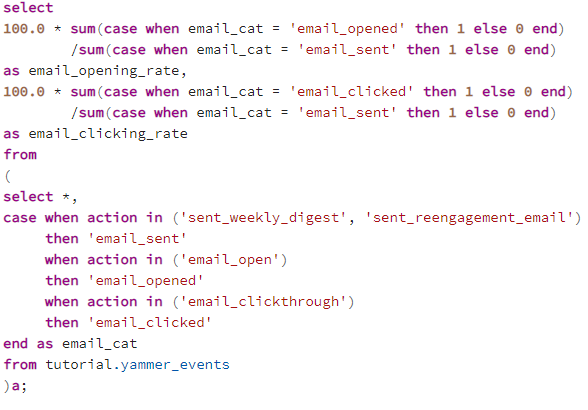 select
100.0 * sum(case when email_cat = 'email_opened' then 1 else 0 end)
        /sum(case when email_cat = 'email_sent' then 1 else 0 end)
as email_opening_rate,
100.0 * sum(case when email_cat = 'email_clicked' then 1 else 0 end)
        /sum(case when email_cat = 'email_sent' then 1 else 0 end)
as email_clicking_rate
from
(
select *,
case when action in ('sent_weekly_digest', 'sent_reengagement_email')
     then 'email_sent'
     when action in ('email_open')
     then 'email_opened'
     when action in ('email_clickthrough')
     then 'email_clicked'
end as email_cat
from tutorial.yammer_events
)a;